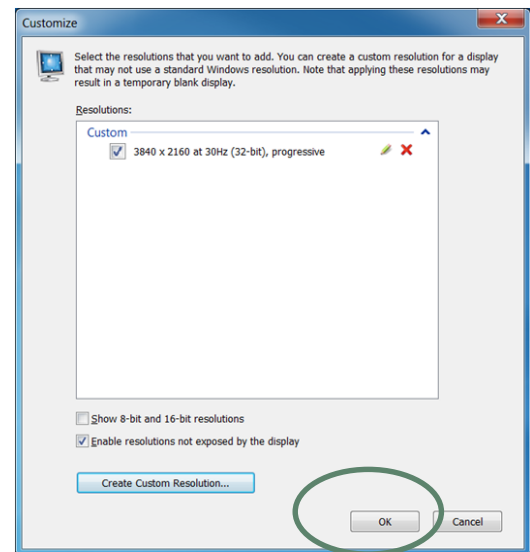 Customize
Select the resolutions that you want to add. You can create a custom resolution for a display
that may not use a standard Windows resolution. Note that applying these resolutions may
result in a temporary blank display.
Resolutions:
Custom
3840 x 2160 at 30Hz (32-bit), progressive
Show 8-bit and 16-bit resolutions
Enable resolutions not exposed by the display
Create Custom Resolution...
OK Cancel